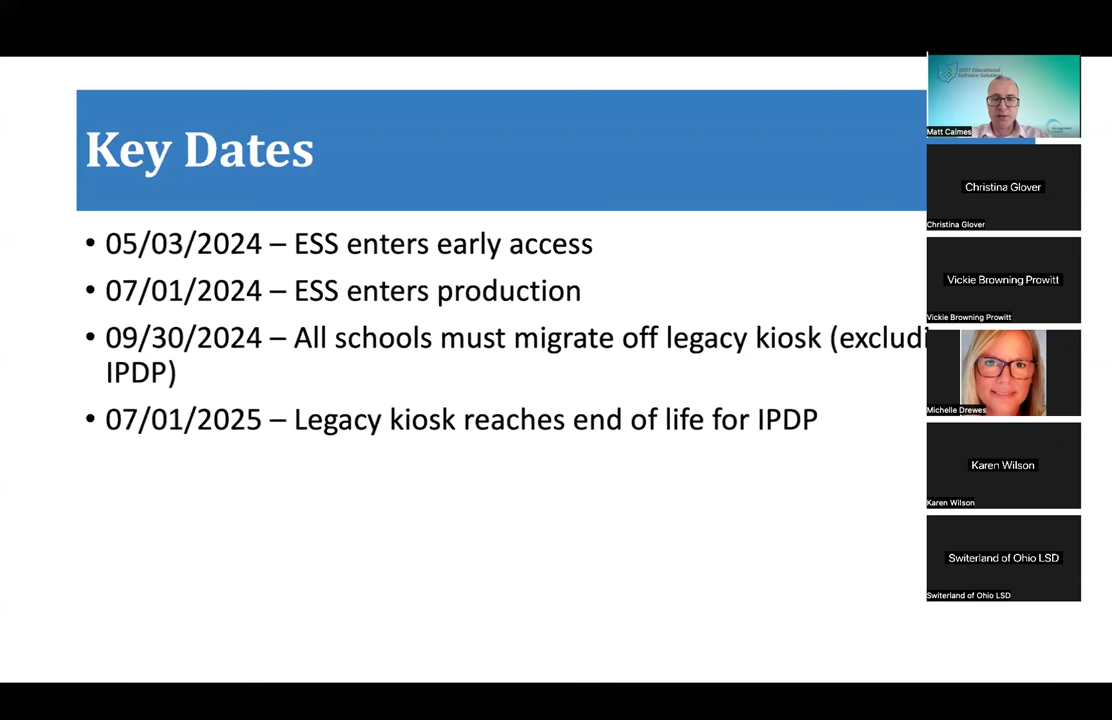 Key Dates
• 05/03/2024 – ESS enters early access
• 07/01/2024 – ESS enters production
• 09/30/2024 – All schools must migrate off legacy kiosk (excludi
IPDP)
• 07/01/2025 – Legacy kiosk reaches end of life for IPDP
Matt Calmes
Christina Glover
Christina Glover
Vickie Browning Prowitt
Vickie Browning Prowitt
Michelle Drewes
Karen Wilson
Karen Wilson
Switerland of Ohio LSD
Switerland of Ohio LSD